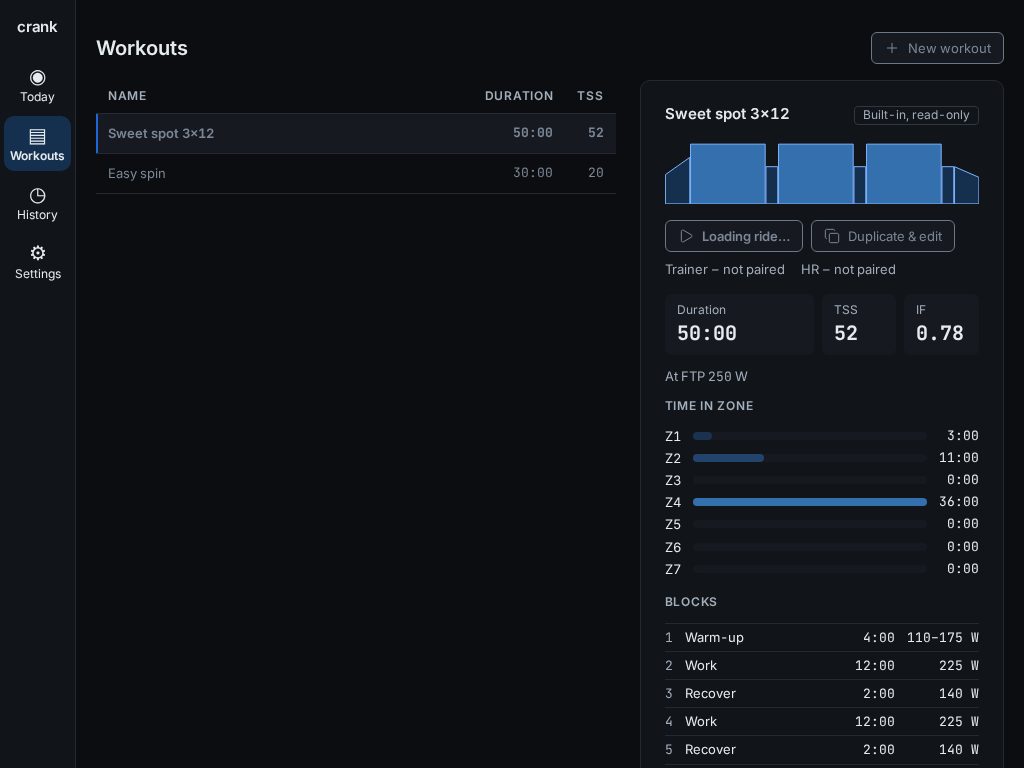 crank
Today
Workouts
History
Settings
Workouts
New workout
NAME DURATION TSS
Sweet spot 3×12 50:00 52
Easy spin 30:00 20
Sweet spot 3×12
Built-in, read-only
Loading ride…
Duplicate & edit
Trainer – not paired HR – not paired
Duration TSS IF
50:00 52 0.78
At FTP 250 W
TIME IN ZONE
Z1 3:00
Z2 11:00
Z3 0:00
Z4 36:00
Z5 0:00
Z6 0:00
Z7 0:00
BLOCKS
1 Warm-up 4:00 110–175 W
2 Work 12:00 225 W
3 Recover 2:00 140 W
4 Work 12:00 225 W
5 Recover 2:00 140 W